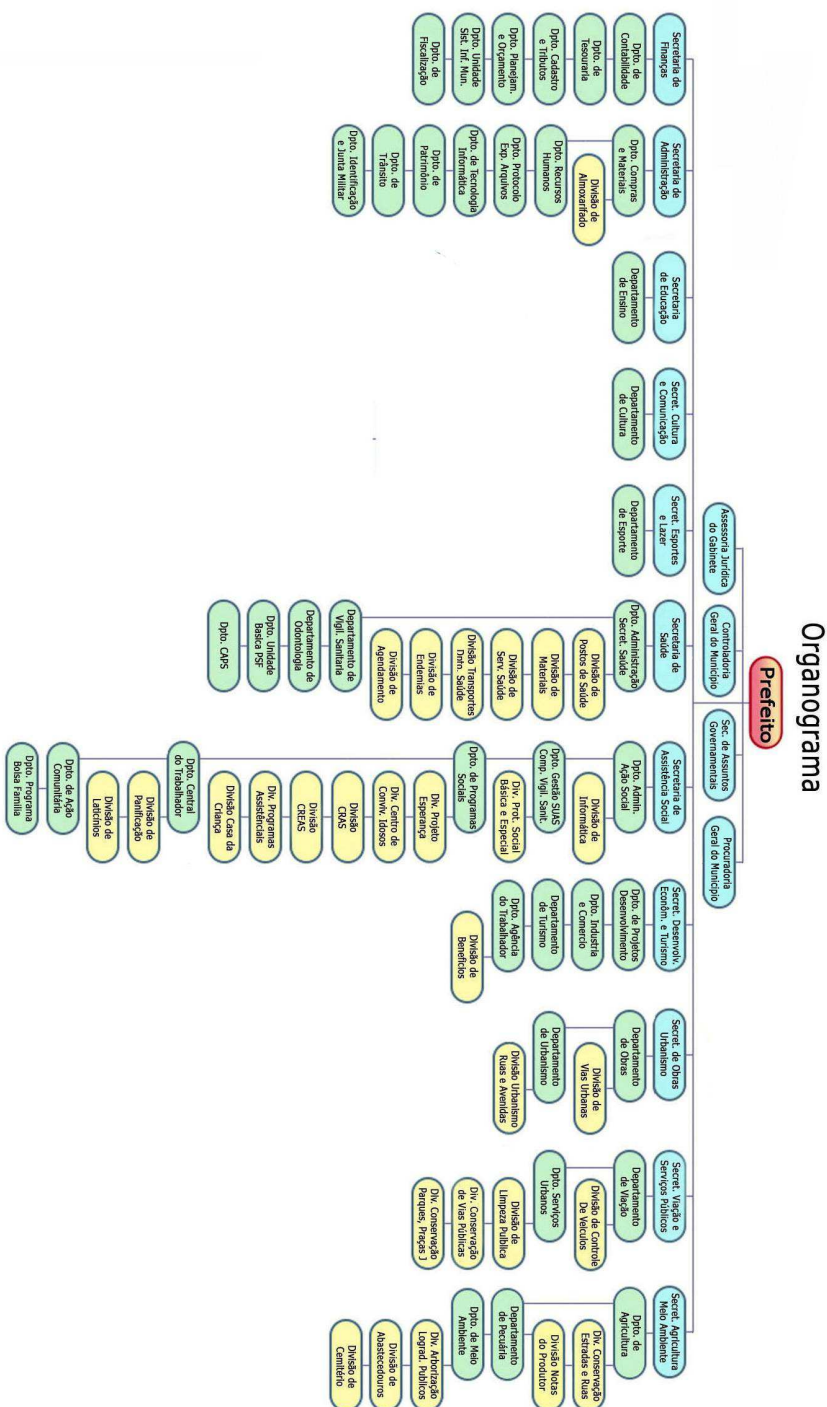 Organograma
Prefeito
Assessoria Jurídica
do Gabinete
Controladoria
Geral do Município
Sec. de Assuntos
Governamentais
Procuradoria
Geral do Município
Secretaria de
Finanças
Dpto. de
Contabilidade
Dpto. de
Tesouraria
Dpto. Cadastro
e Tributos
Dpto. Planejam.
e Orçamento
Dpto. Unidade
Sist. Inf. Mun.
Dpto. de
Fiscalização
Secretaria de
Administração
Dpto. Compras
e Materiais
Divisão de
Almoxarifado
Dpto. Recursos
Humanos
Dpto. Protocolo
Exp. Arquivos
Dpto. de Tecnologia
Informática
Dpto. de
Patrimônio
Dpto. de
Trânsito
Dpto. Identificação
e Junta Militar
Secretaria
de Educação
Departamento
de Ensino
Secret. Cultura
e Comunicação
Departamento
de Cultura
Secret. Esportes
e Lazer
Departamento
de Esporte
Secretaria de
Saúde
Dpto. Administração
Secret. Saúde
Divisão de
Postos de Saúde
Divisão de
Materiais
Divisão de
Serv. Saúde
Divisão Transportes
Saúde
Divisão de
Endemias
Divisão de
Agendamento
Departamento de
Vigil. Sanitaria
Departamento de
Odontologia
Dpto. Unidade
Basica PSF
Dpto. CAPS
Secretaria de
Assistência Social
Dpto. Admin.
Ação Social
Divisão de
Informática
Dpto. Gestão SUAS
Comp. Vigil. Sanit.
Div. Prot. Social
Básica e Especial
Dpto. de Programas
Sociais
Div. Projeto
Esperança
Div. Centro de
Conviv. Idosos
Divisão
CRAS
Divisão
CREAS
Div. Programas
Assistênciais
Divisão Casa da
Criança
Dpto. Central
do Trabalhador
Divisão de
Panificação
Divisão de
Laticínios
Dpto. de Ação
Comunitária
Dpto. Programa
Bolsa Familia
Secret. Desenvolv.
Econôm. e Turismo
Dpto. de Projetos
Desenvolvimento
Dpto. Industria
e Comercio
Departamento
de Turismo
Dpto. Agência
do Trabalhador
Divisão de
Beneficios
Secret. de Obras
Urbanismo
Departamento
de Obras
Divisão de
Vias Urbanas
Departamento
de Urbanismo
Divisão Urbanismo
Ruas e Avenidas
Secret. Viação e
Serviços Públicos
Departamento
de Viação
Divisão de Controle
De Veículos
Dpto. Serviços
Urbanos
Divisão de
Limpeza Pulblica
Div. Conservação
de Vias Públicas
Div. Conservação
Parques, Praças J
Secret. Agricultura
Meio Ambiente
Dpto. de
Agricultura
Div. Conservação
Estradas e Ruas
Divisão Notas
do Produtor
Departamento
de Pecuária
Dpto. de Meio
Ambiente
Div. Arborização
Lograd. Publicos
Divisão de
Abastecedouros
Divisão de
Cemitério